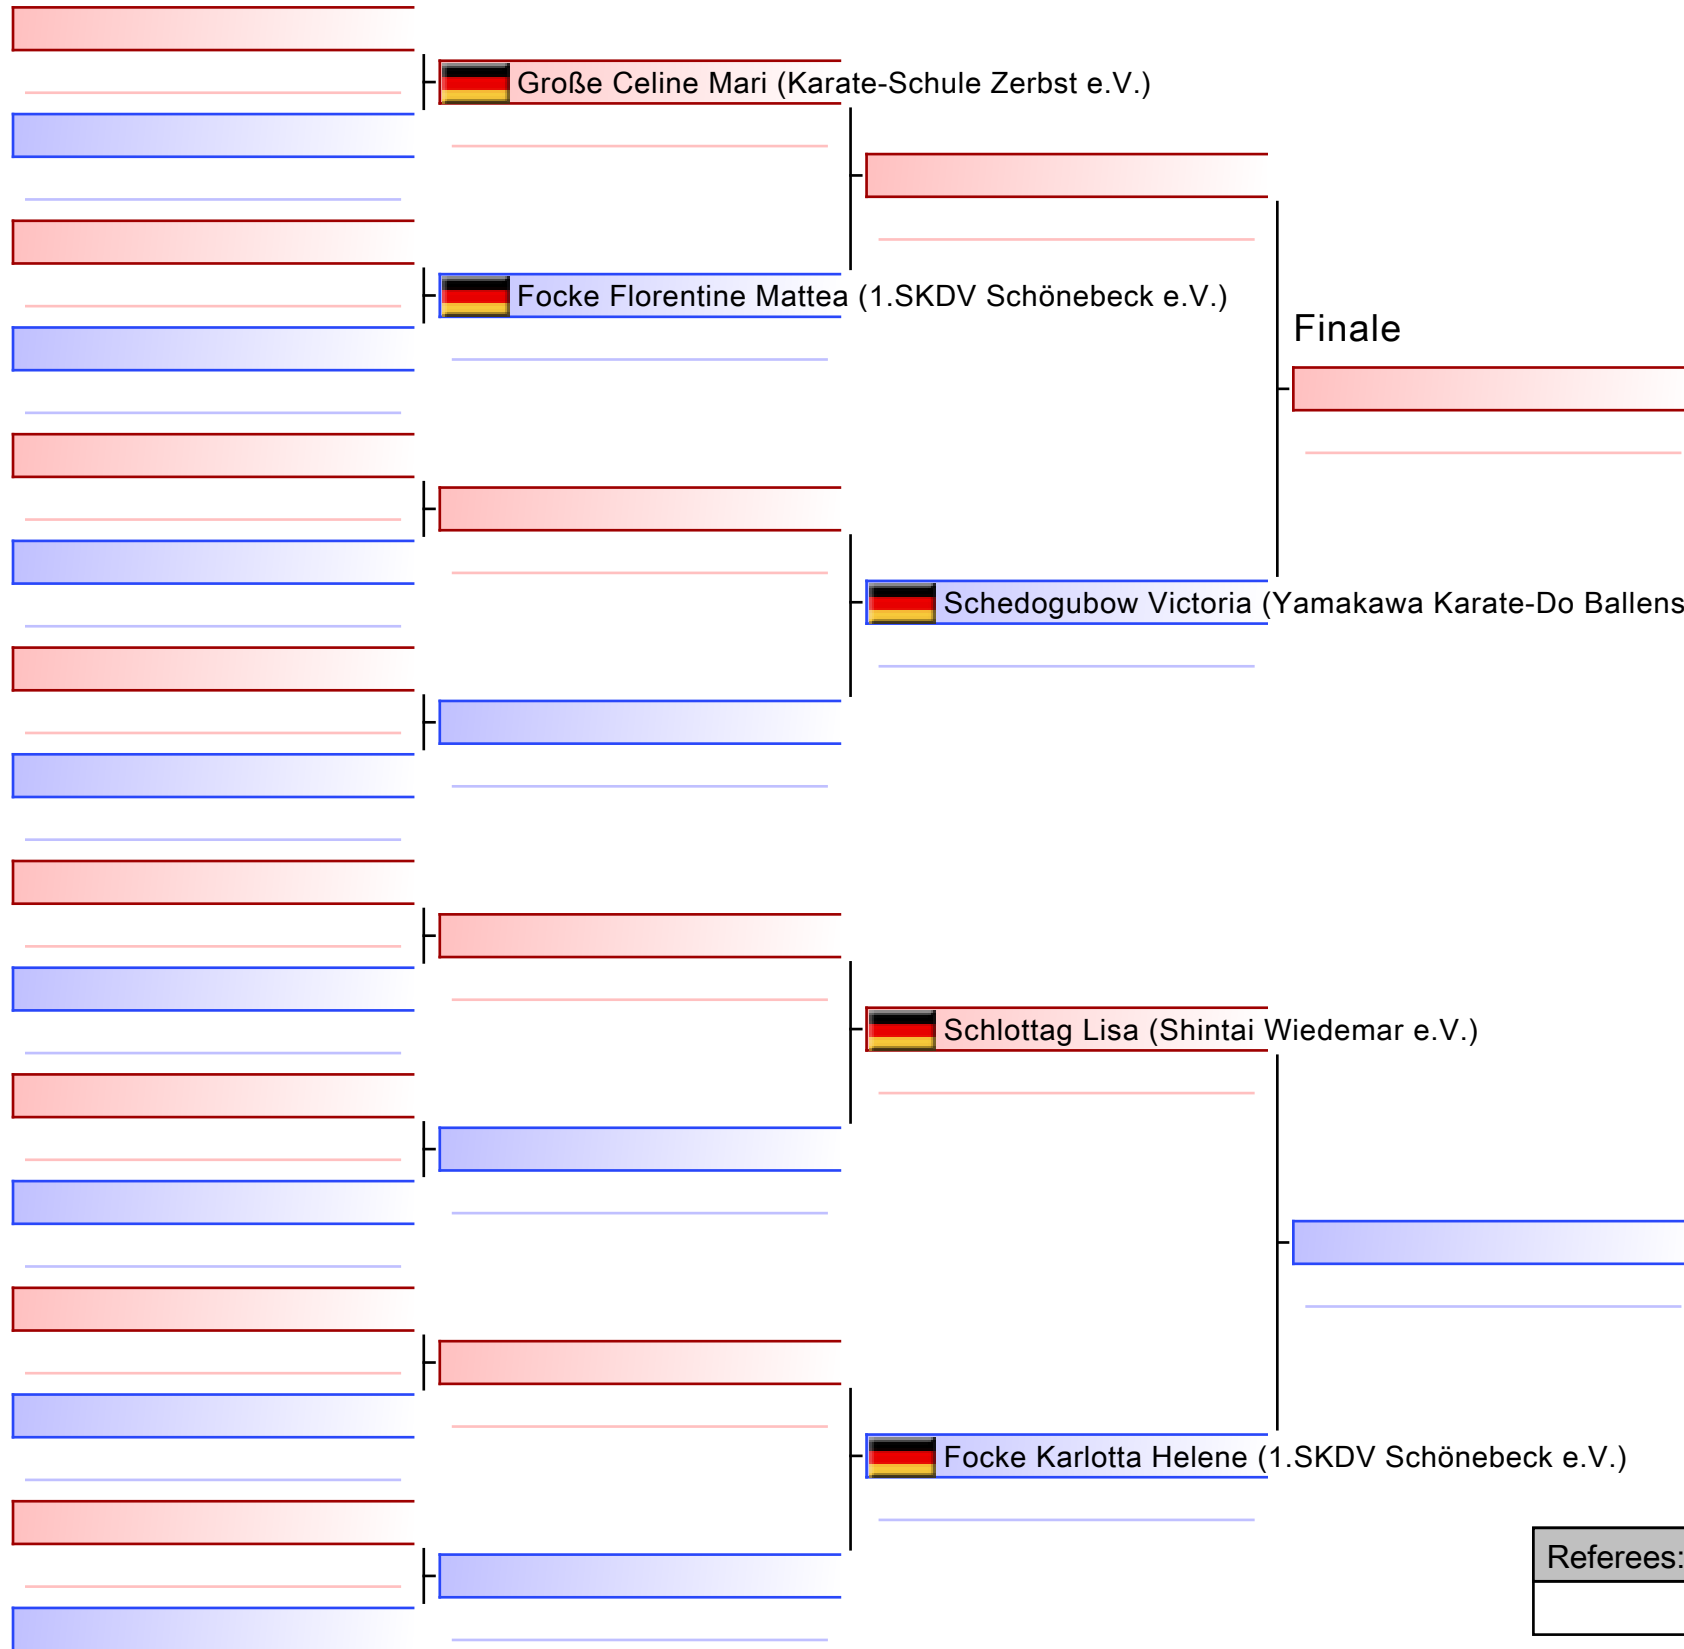 Große Celine Mari (Karate-Schule Zerbst e.V.)
Focke Florentine Mattea (1.SKDV Schönebeck e.V.)
Finale
Schedogubow Victoria (Yamakawa Karate-Do Ballens
Schlottag Lisa (Shintai Wiedemar e.V.)
Focke Karlotta Helene (1.SKDV Schönebeck e.V.)
Referees: